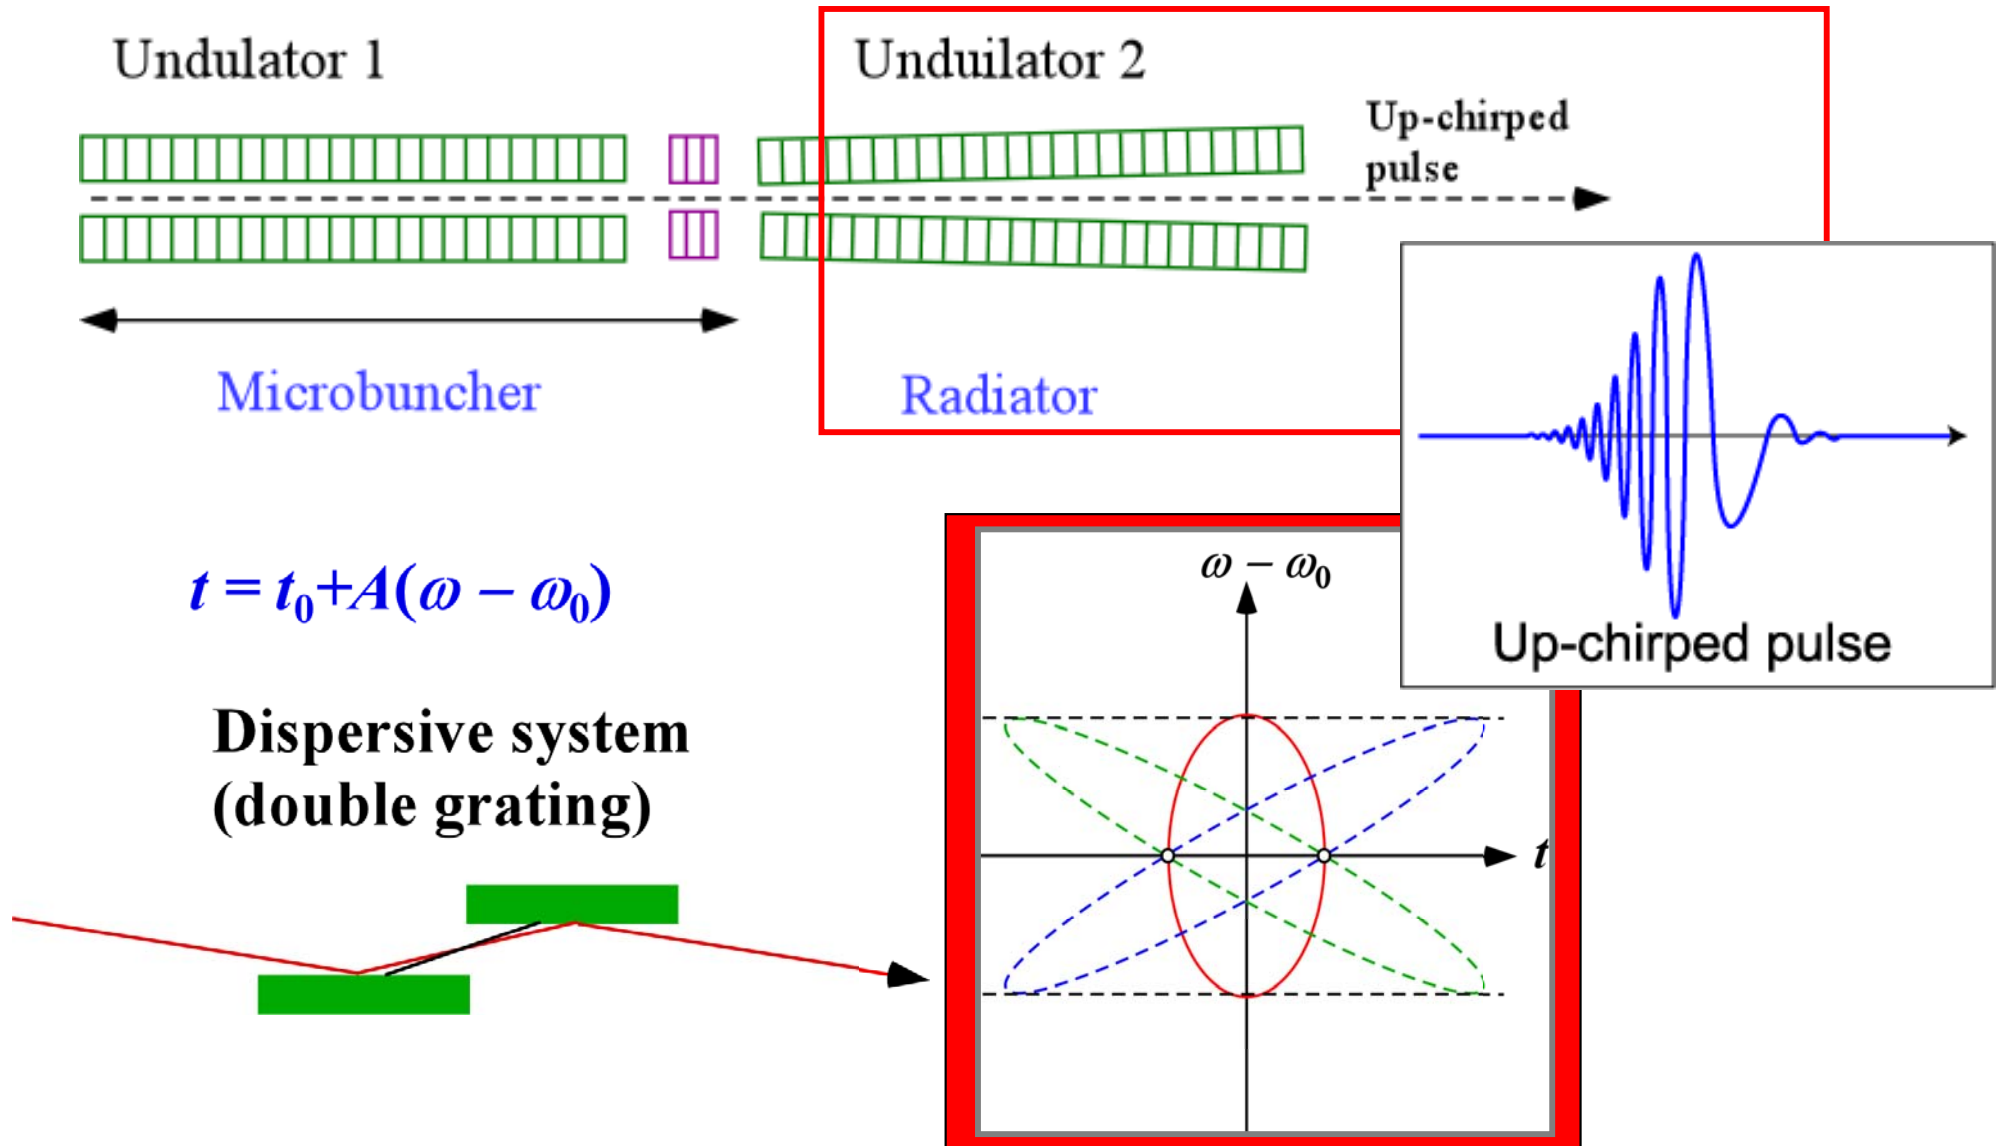 Undulator 1
Unduilator 2
Up-chirped
pulse
Microbuncher
Radiator
Up-chirped pulse
t = t₀+A(ω – ω₀)
ω – ω₀
t
Dispersive system
(double grating)